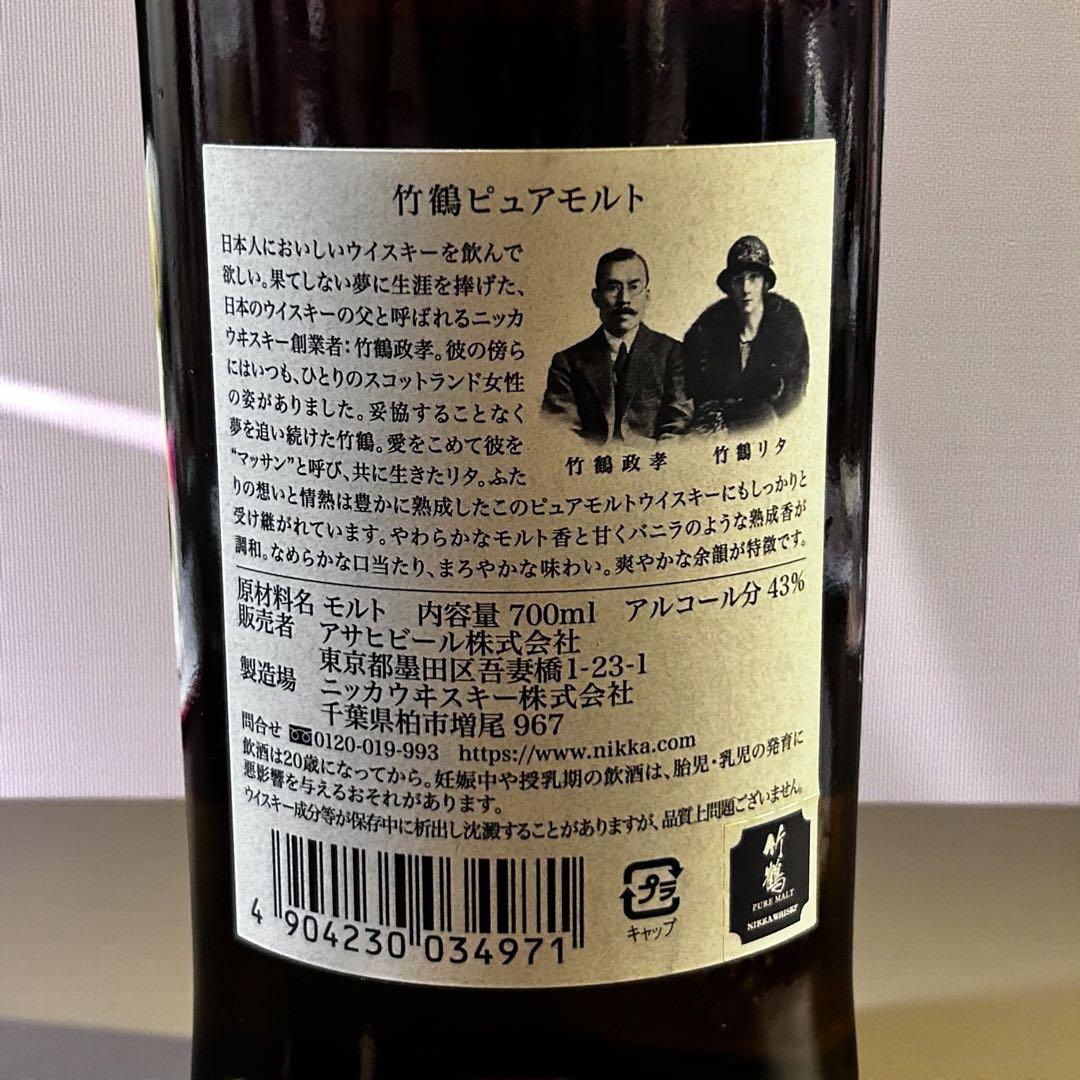 竹鶴ピュアモルト
日本人においしいウイスキーを飲んで
欲しい。果てしない夢に生涯を捧げた、
日本のウイスキーの父と呼ばれるニッカ
ウヰスキー創業者：竹鶴政孝。彼の傍ら
にはいつも、ひとりのスコットランド女性
の姿がありました。妥協することなく
夢を追い続けた竹鶴。愛をこめて彼を
“マッサン”と呼び、共に生きたリタ。ふた
りの想いと情熱は豊かに熟成したこのピュアモルトウイスキーにもしっかりと
受け継がれています。やわらかなモルト香と甘くバニラのような熟成香が
調和。なめらかな口当たり、まろやかな味わい。爽やかな余韻が特徴です。
竹鶴政孝 竹鶴リタ
原材料名 モルト 内容量 700ml アルコール分 43%
販売者 アサヒビール株式会社
東京都墨田区吾妻橋1-23-1
製造場 ニッカウヰスキー株式会社
千葉県柏市増尾 967
問合せ 0120-019-993 https://www.nikka.com
飲酒は20歳になってから。妊娠中や授乳期の飲酒は、胎児・乳児の発育に
悪影響を与えるおそれがあります。
ウイスキー成分等が保存中に析出し沈澱することがありますが、品質上問題ございません。
4 904230 034971
プラ
キャップ
竹鶴
PURE MALT
NIKKA WHISKY